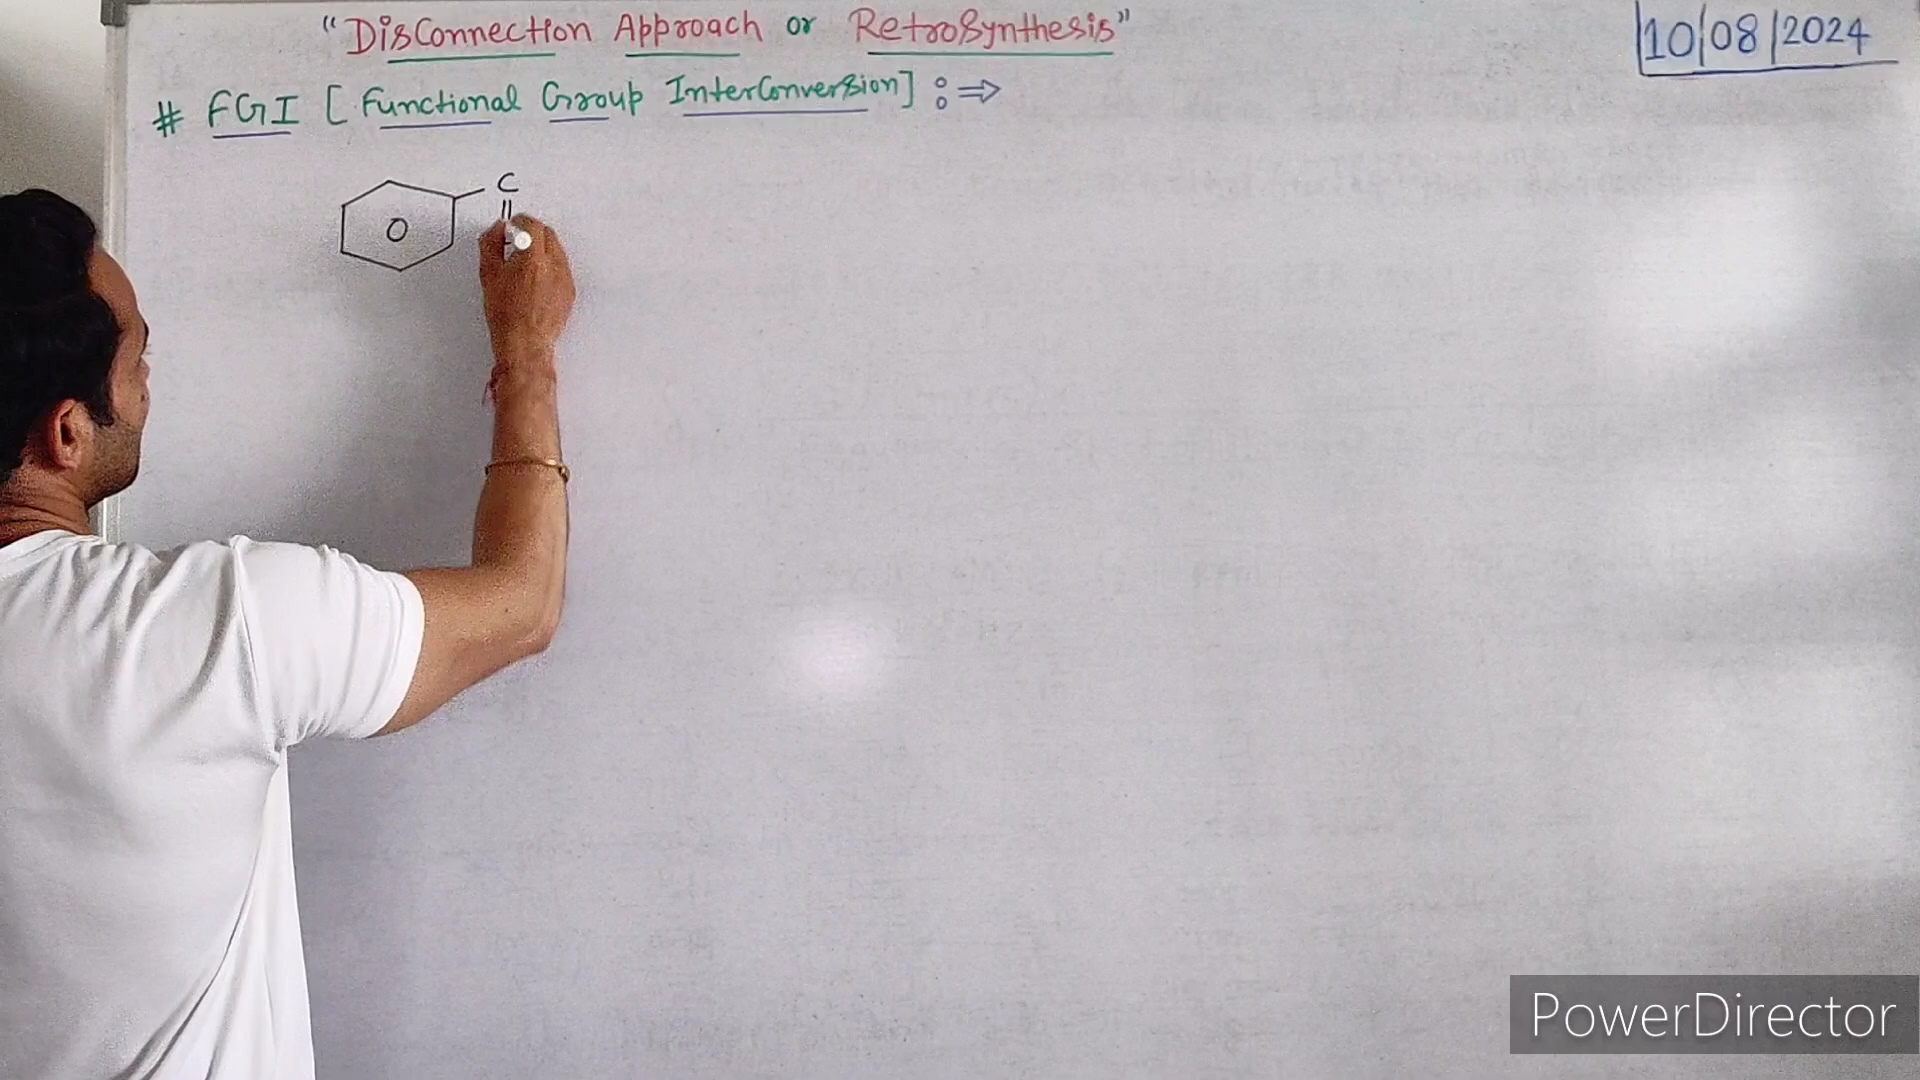 "DisConnection Approach or RetroSynthesis"
10/08/2024
# FGI [Functional Group InterConversion] : ⇒
C
O
PowerDirector